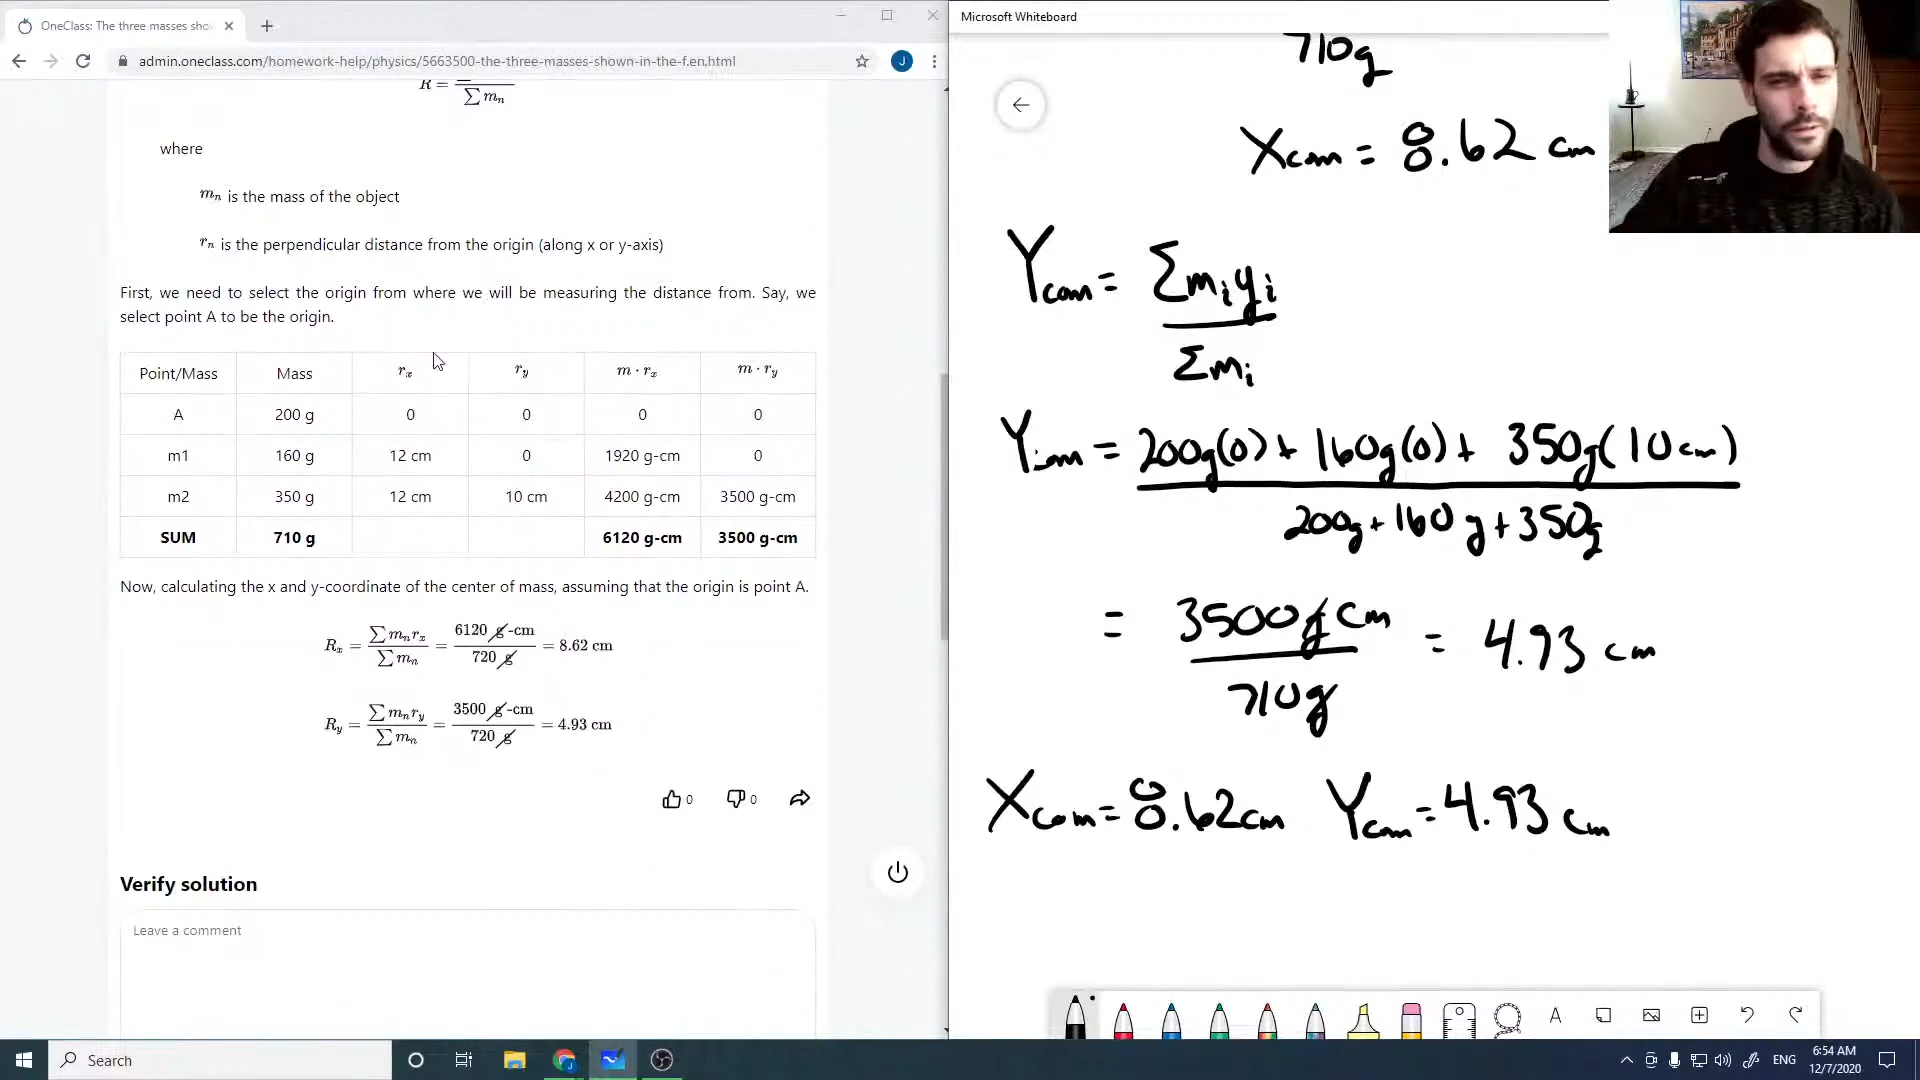 OneClass: The three masses sho
Microsoft Whiteboard
admin.oneclass.com/homework-help/physics/5663500-the-three-masses-shown-in-the-f.en.html
J
R = ∑ mₙ
where
mₙ is the mass of the object
rₙ is the perpendicular distance from the origin (along x or y-axis)
First, we need to select the origin from where we will be measuring the distance from. Say, we
select point A to be the origin.
Point/Mass Mass rₓ r_y m · rₓ m · r_y
A 200 g 0 0 0 0
m1 160 g 12 cm 0 1920 g-cm 0
m2 350 g 12 cm 10 cm 4200 g-cm 3500 g-cm
SUM 710 g 6120 g-cm 3500 g-cm
Now, calculating the x and y-coordinate of the center of mass, assuming that the origin is point A.
Rₓ = ∑ mₙrₓ / ∑ mₙ = 6120 g-cm / 720 g = 8.62 cm
R_y = ∑ mₙr_y / ∑ mₙ = 3500 g-cm / 720 g = 4.93 cm
0 0
Verify solution
Leave a comment
710g
Xcom = 8.62 cm
Ycom = Σmᵢyᵢ / Σmᵢ
Ycom = 200g(0) + 160g(0) + 350g(10cm)
200g + 160g + 350g
= 3500g cm / 710g = 4.93 cm
Xcom = 8.62cm Ycom = 4.93 cm
A
Search
ENG
6:54 AM
12/7/2020